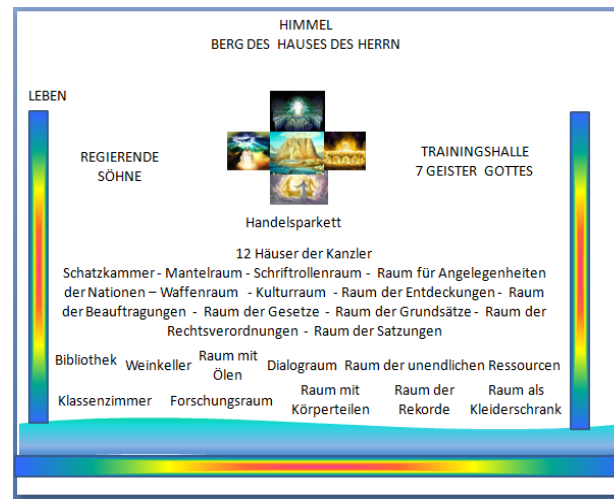 HIMMEL
BERG DES HAUSES DES HERRN
LEBEN
REGIERENDE
SÖHNE
TRAININGSHALLE
7 GEISTER GOTTES
Handelsparkett
12 Häuser der Kanzler
Schatzkammer - Mantelraum - Schriftrollenraum - Raum für Angelegenheiten
der Nationen – Waffenraum - Kulturraum - Raum der Entdeckungen - Raum
der Beauftragungen - Raum der Gesetze - Raum der Grundsätze - Raum der
Rechtsverordnungen - Raum der Satzungen
Bibliothek Weinkeller Raum mit
Ölen Dialograum Raum der unendlichen Ressourcen
Klassenzimmer Forschungsraum Raum mit
Körperteilen Raum der
Rekorde Raum als
Kleiderschrank